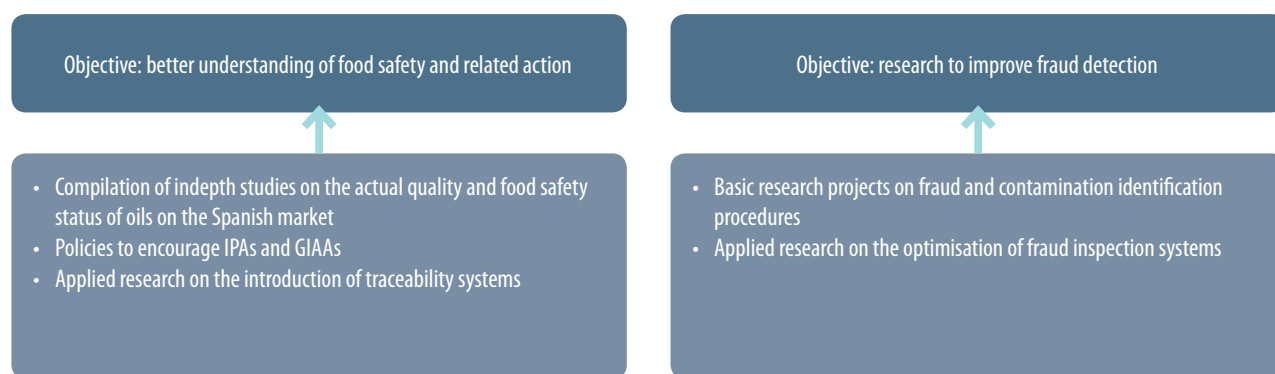 Objective: better understanding of food safety and related action
• Compilation of indepth studies on the actual quality and food safety
status of oils on the Spanish market
• Policies to encourage IPAs and GIAAs
• Applied research on the introduction of traceability systems
Objective: research to improve fraud detection
• Basic research projects on fraud and contamination identification
procedures
• Applied research on the optimisation of fraud inspection systems